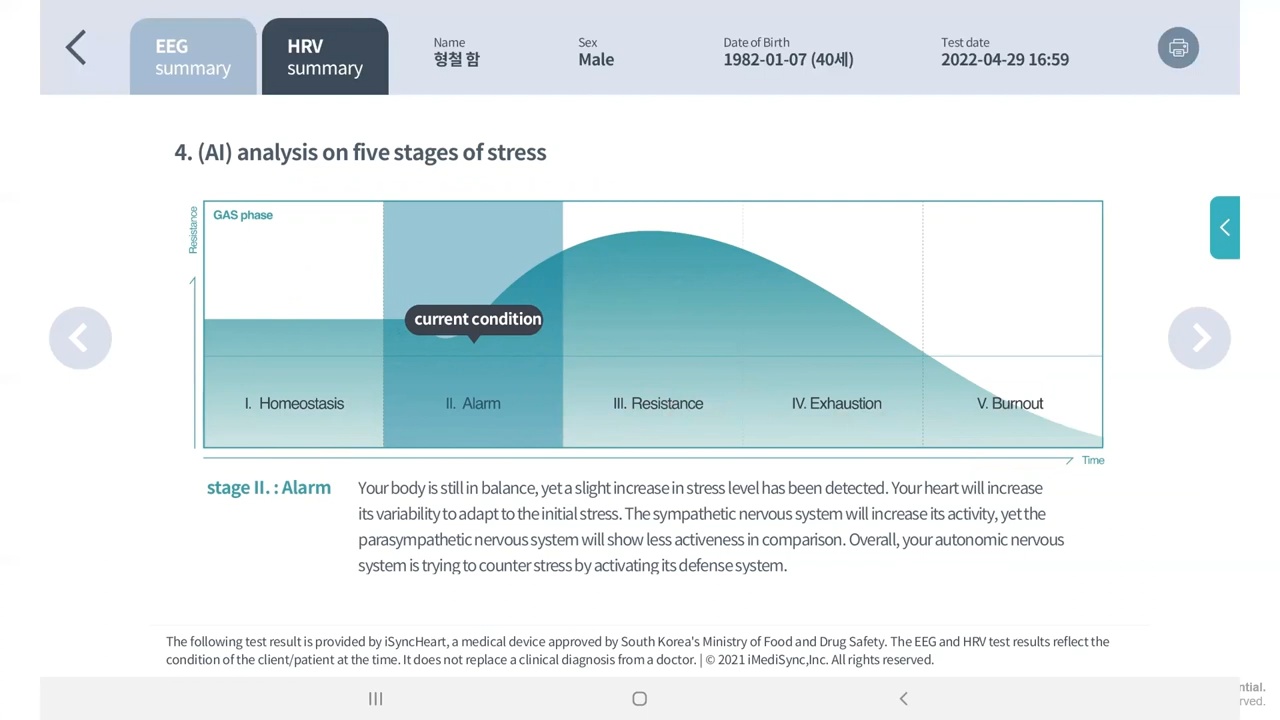 EEG
summary
HRV
summary
Name
형철 함
Sex
Male
Date of Birth
1982-01-07 (40세)
Test date
2022-04-29 16:59
4. (AI) analysis on five stages of stress
GAS phase
Resistance
current condition
I. Homeostasis
II. Alarm
III. Resistance
IV. Exhaustion
V. Burnout
Time
stage II. : Alarm
Your body is still in balance, yet a slight increase in stress level has been detected. Your heart will increase
its variability to adapt to the initial stress. The sympathetic nervous system will increase its activity, yet the
parasympathetic nervous system will show less activeness in comparison. Overall, your autonomic nervous
system is trying to counter stress by activating its defense system.
The following test result is provided by iSyncHeart, a medical device approved by South Korea's Ministry of Food and Drug Safety. The EEG and HRV test results reflect the
condition of the client/patient at the time. It does not replace a clinical diagnosis from a doctor. | © 2021 iMediSync,Inc. All rights reserved.
ntial.
rved.